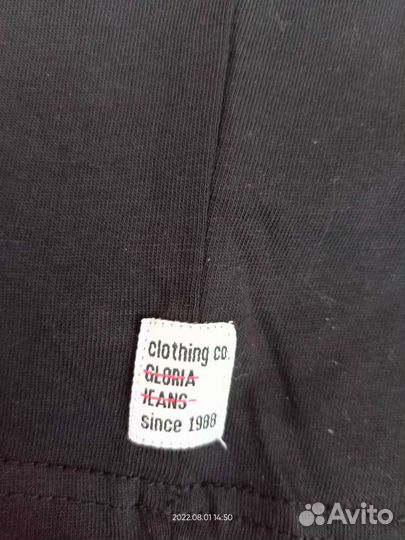 clothing co.
GLORIA
JEANS
since 1988
2022.08.01 14:50
Avito